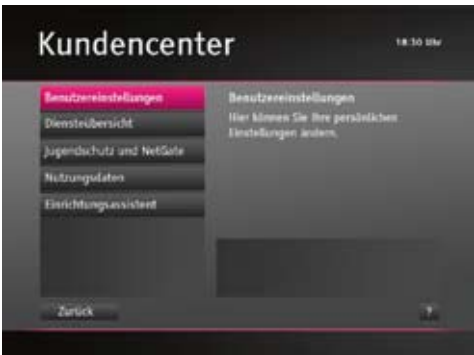 Kundencenter
18:30 Uhr
Benutzereinstellungen
Diensteübersicht
Jugendschutz und NetGate
Nutzungsdaten
Einrichtungsassistent
Benutzereinstellungen
Hier können Sie Ihre persönlichen
Einstellungen ändern.
Zurück
?